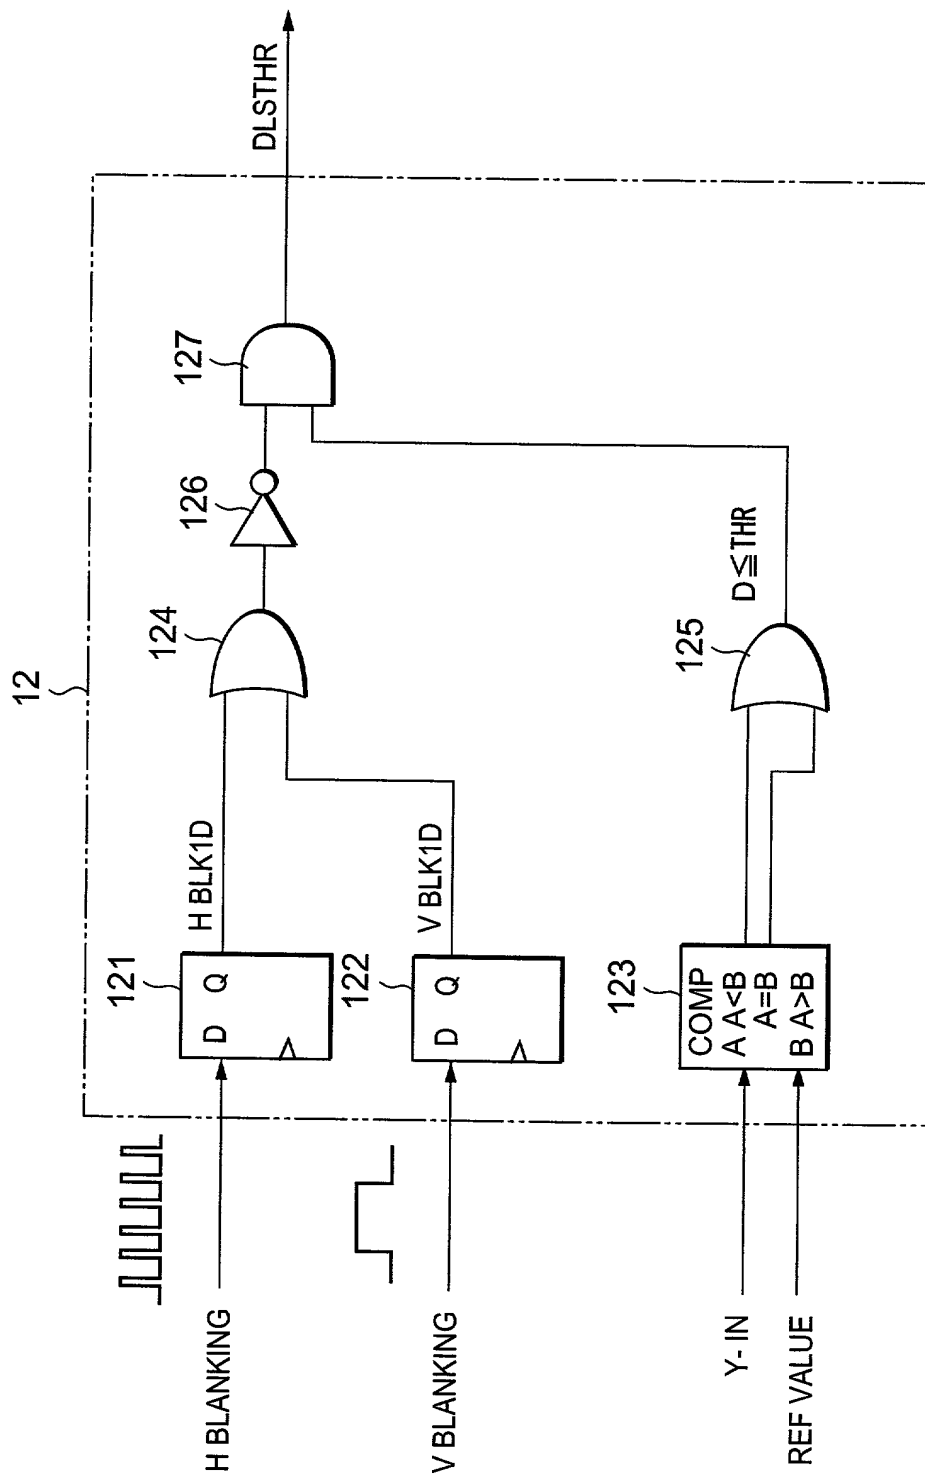 12
H BLANKING
121
D Q
H BLK1D
124
126
127
DLSTHR
V BLANKING
122
D Q
V BLK1D
Y-IN
REF VALUE
123
COMP
A A<B
A=B
B A>B
125
D≦THR